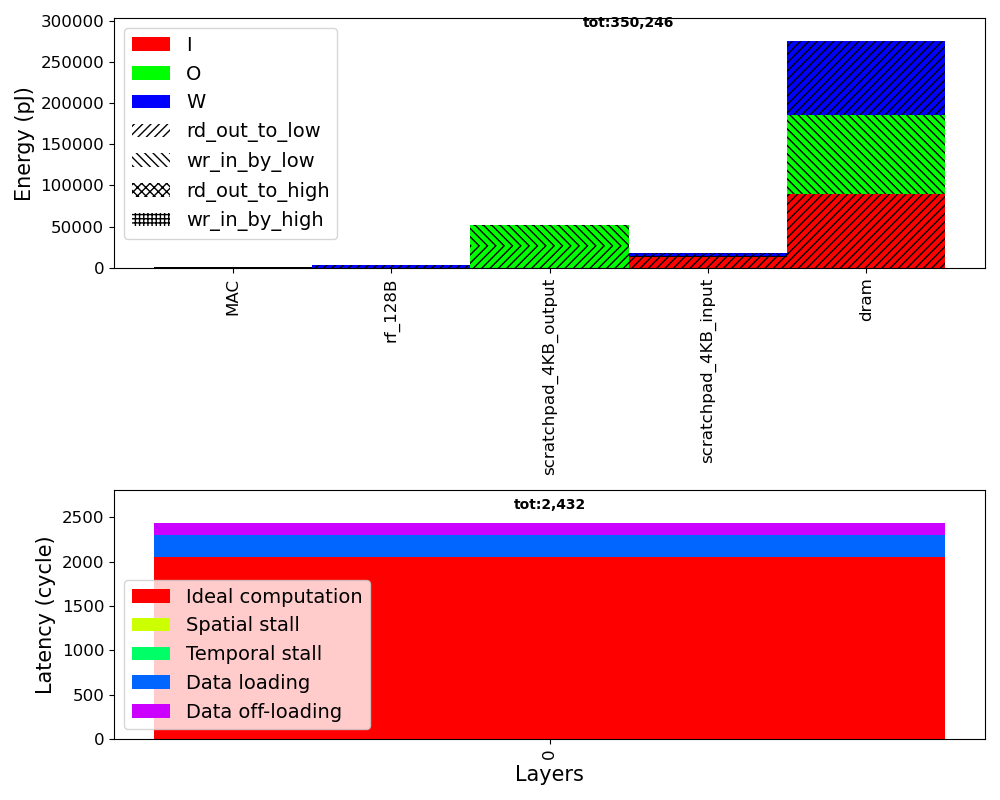 tot:350,246
300000
250000
200000
150000
100000
50000
0
Energy (pJ)
I
O
W
rd_out_to_low
wr_in_by_low
rd_out_to_high
wr_in_by_high
MAC
rf_128B
scratchpad_4KB_output
scratchpad_4KB_input
dram
tot:2,432
2500
2000
1500
1000
500
0
Latency (cycle)
Ideal computation
Spatial stall
Temporal stall
Data loading
Data off-loading
0
Layers